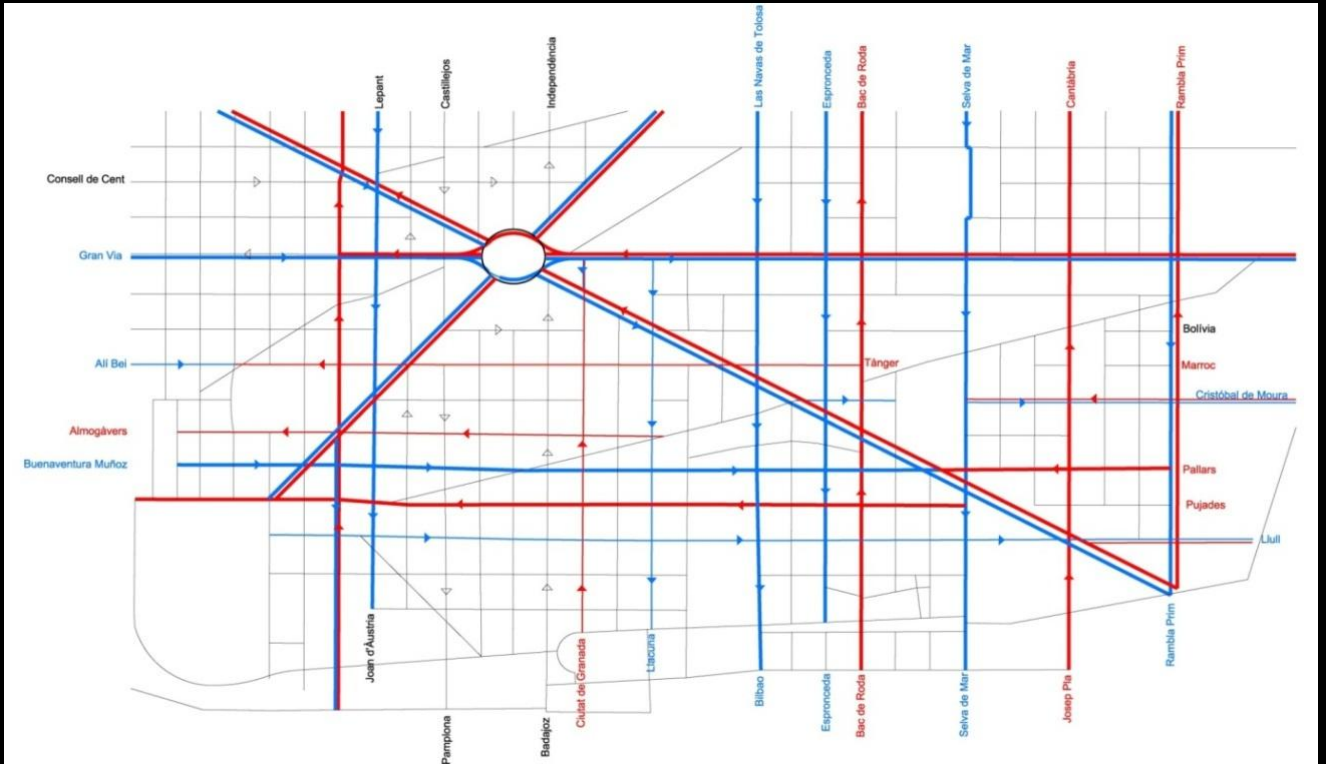 Lepant
Castillejos
Independència
Las Navas de Tolosa
Espronceda
Bac de Roda
Selva de Mar
Cantàbria
Rambla Prim
Consell de Cent
Gran Via
Bolívia
Alí Bei
Tànger
Marroc
Cristóbal de Moura
Almogàvers
Buenaventura Muñoz
Pallars
Pujades
Llull
Joan d'Àustria
Pamplona
Badajoz
Ciutat de Granada
Llacuna
Bilbao
Espronceda
Bac de Roda
Selva de Mar
Josep Pla
Rambla Prim